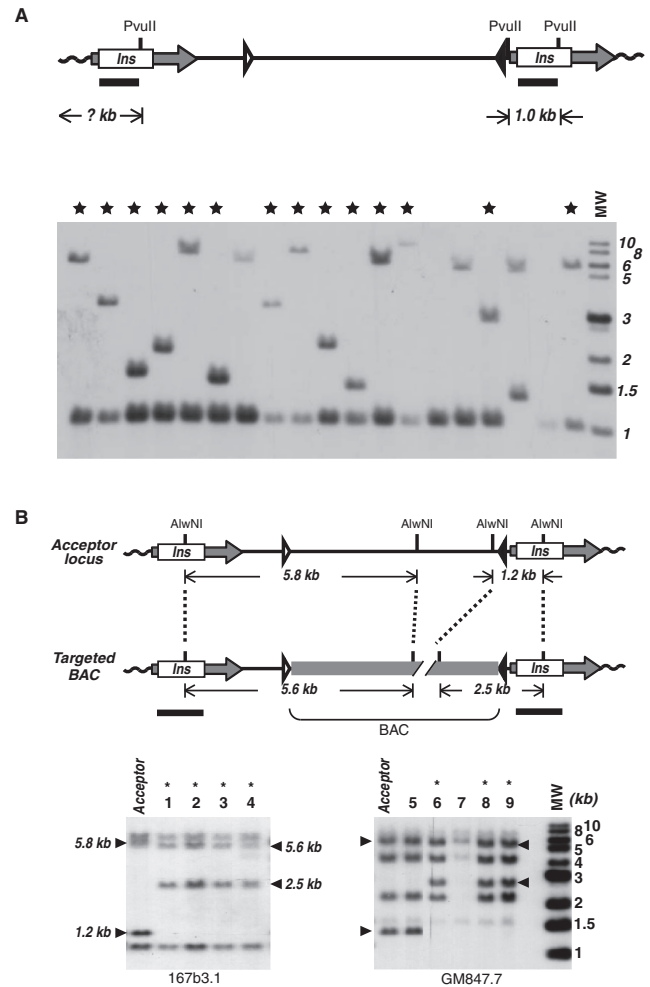 A
PvuII PvuII PvuII
Ins Ins
? kb 1.0 kb
★ ★ ★ ★ ★ ★ ★ ★ ★ ★ ★ ★ ★ ★ MW
10
8
6
5
3
2
1.5
1
B
AlwNI AlwNI AlwNI AlwNI
Acceptor locus Ins Ins
5.8 kb 1.2 kb
Targeted BAC Ins Ins
5.6 kb 2.5 kb
BAC
Acceptor * 1 * 2 * 3 * 4
5.8 kb 5.6 kb
2.5 kb
1.2 kb
167b3.1
Acceptor 5 * 6 7 * 8 * 9 MW (kb)
10
8
6
5
4
3
2
1.5
1
GM847.7